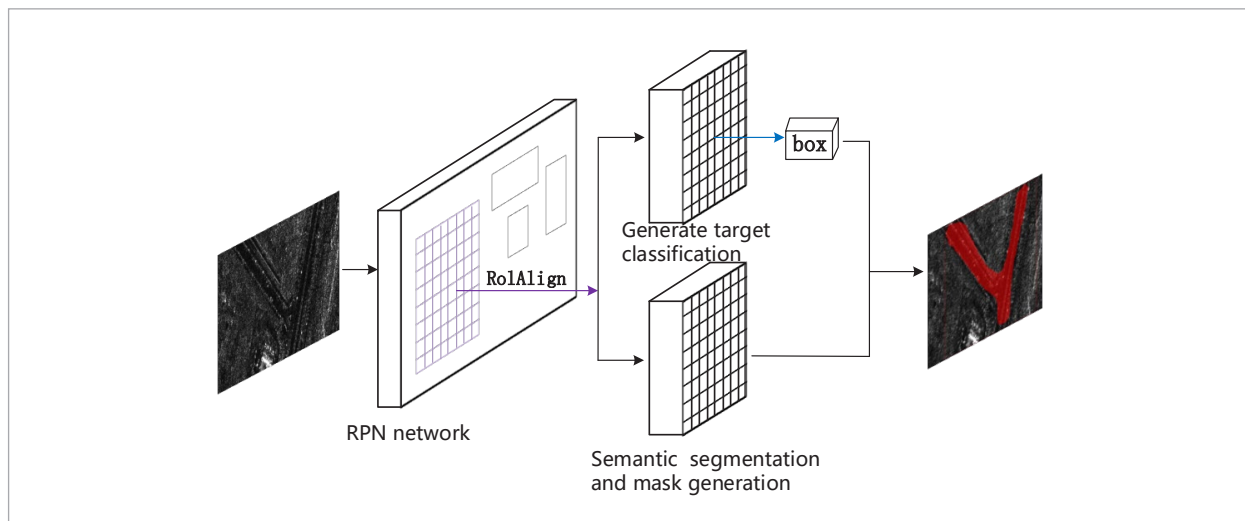 box
Generate target
classification
RolAlign
RPN network
Semantic segmentation
and mask generation